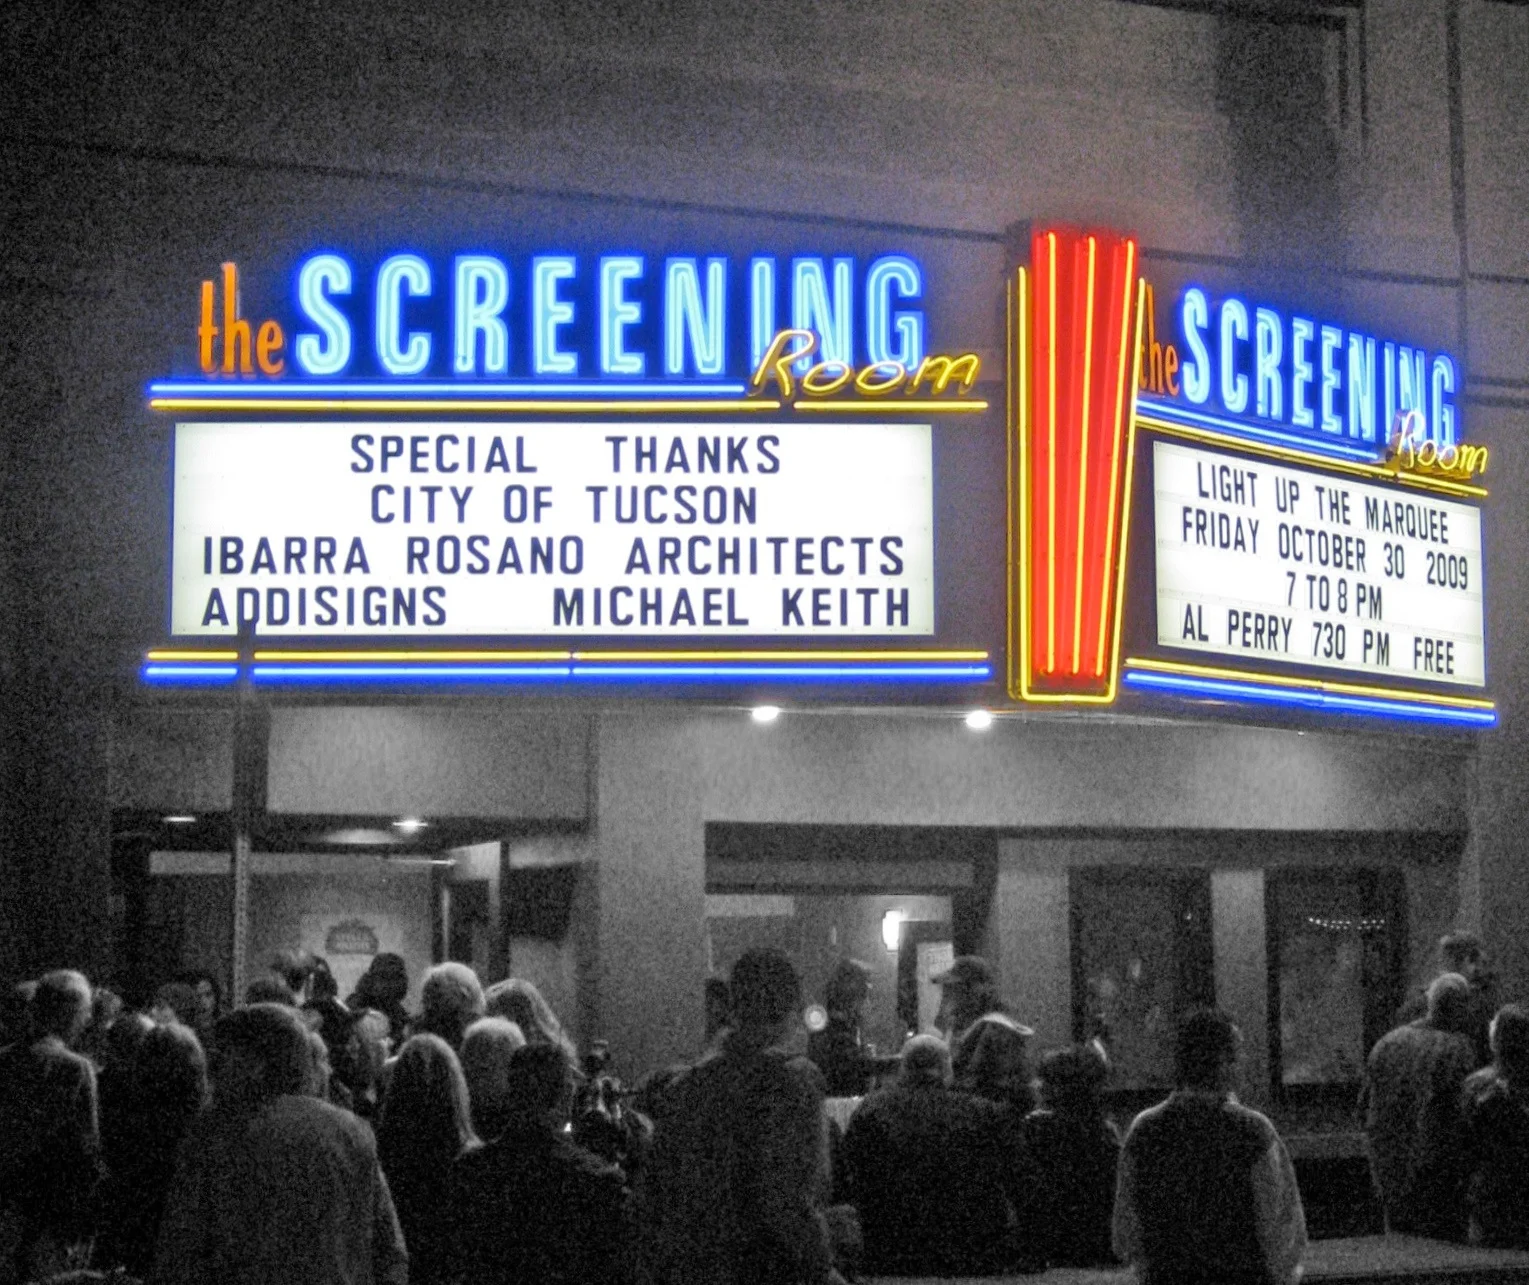 the SCREENING
Room
SPECIAL THANKS
CITY OF TUCSON
IBARRA ROSANO ARCHITECTS
ADDISIGNS MICHAEL KEITH
the SCREENING
Room
LIGHT UP THE MARQUEE
FRIDAY OCTOBER 30 2009
7 TO 8 PM
AL PERRY 730 PM FREE